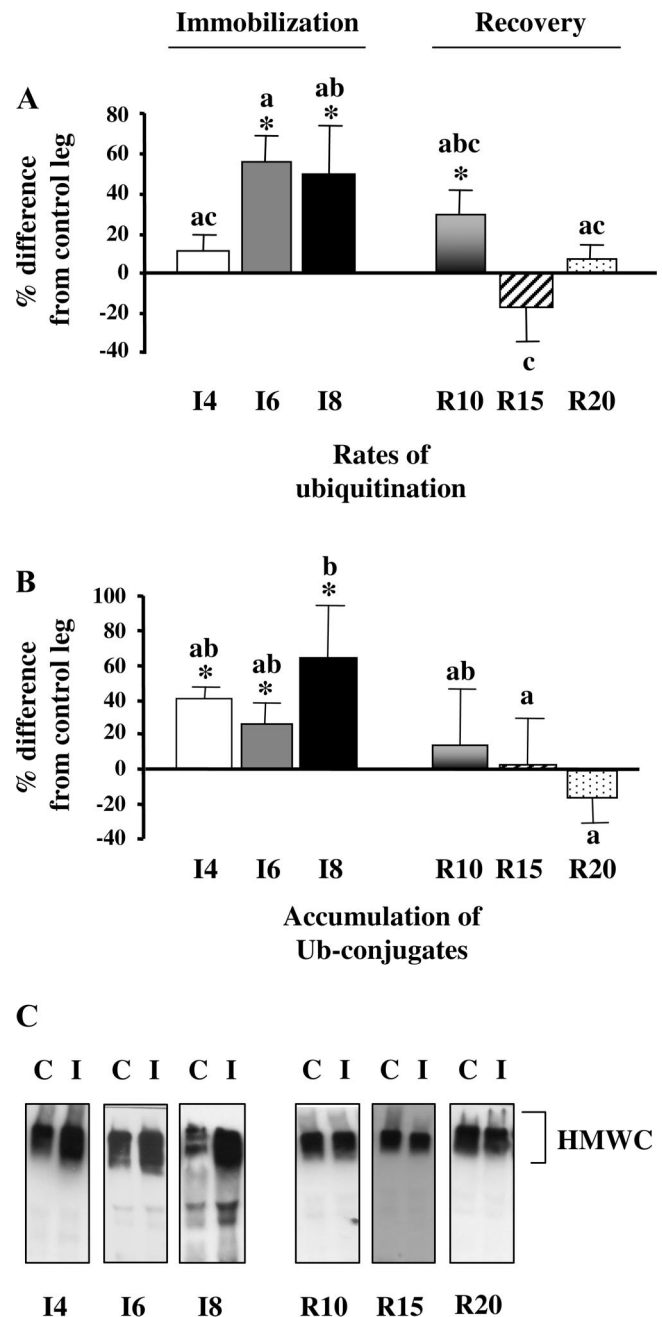 Immobilization Recovery
A
% difference
from control leg
80
60
40
20
0
-20
-40
ac
a
*
ab
*
abc
*
c
ac
I4 I6 I8 R10 R15 R20
Rates of
ubiquitination
B
% difference
from control leg
100
80
60
40
20
0
-20
-40
ab
*
ab
*
b
*
ab
a
a
I4 I6 I8 R10 R15 R20
Accumulation of
Ub-conjugates
C
C I C I C I C I C I C I
HMWC
I4 I6 I8 R10 R15 R20